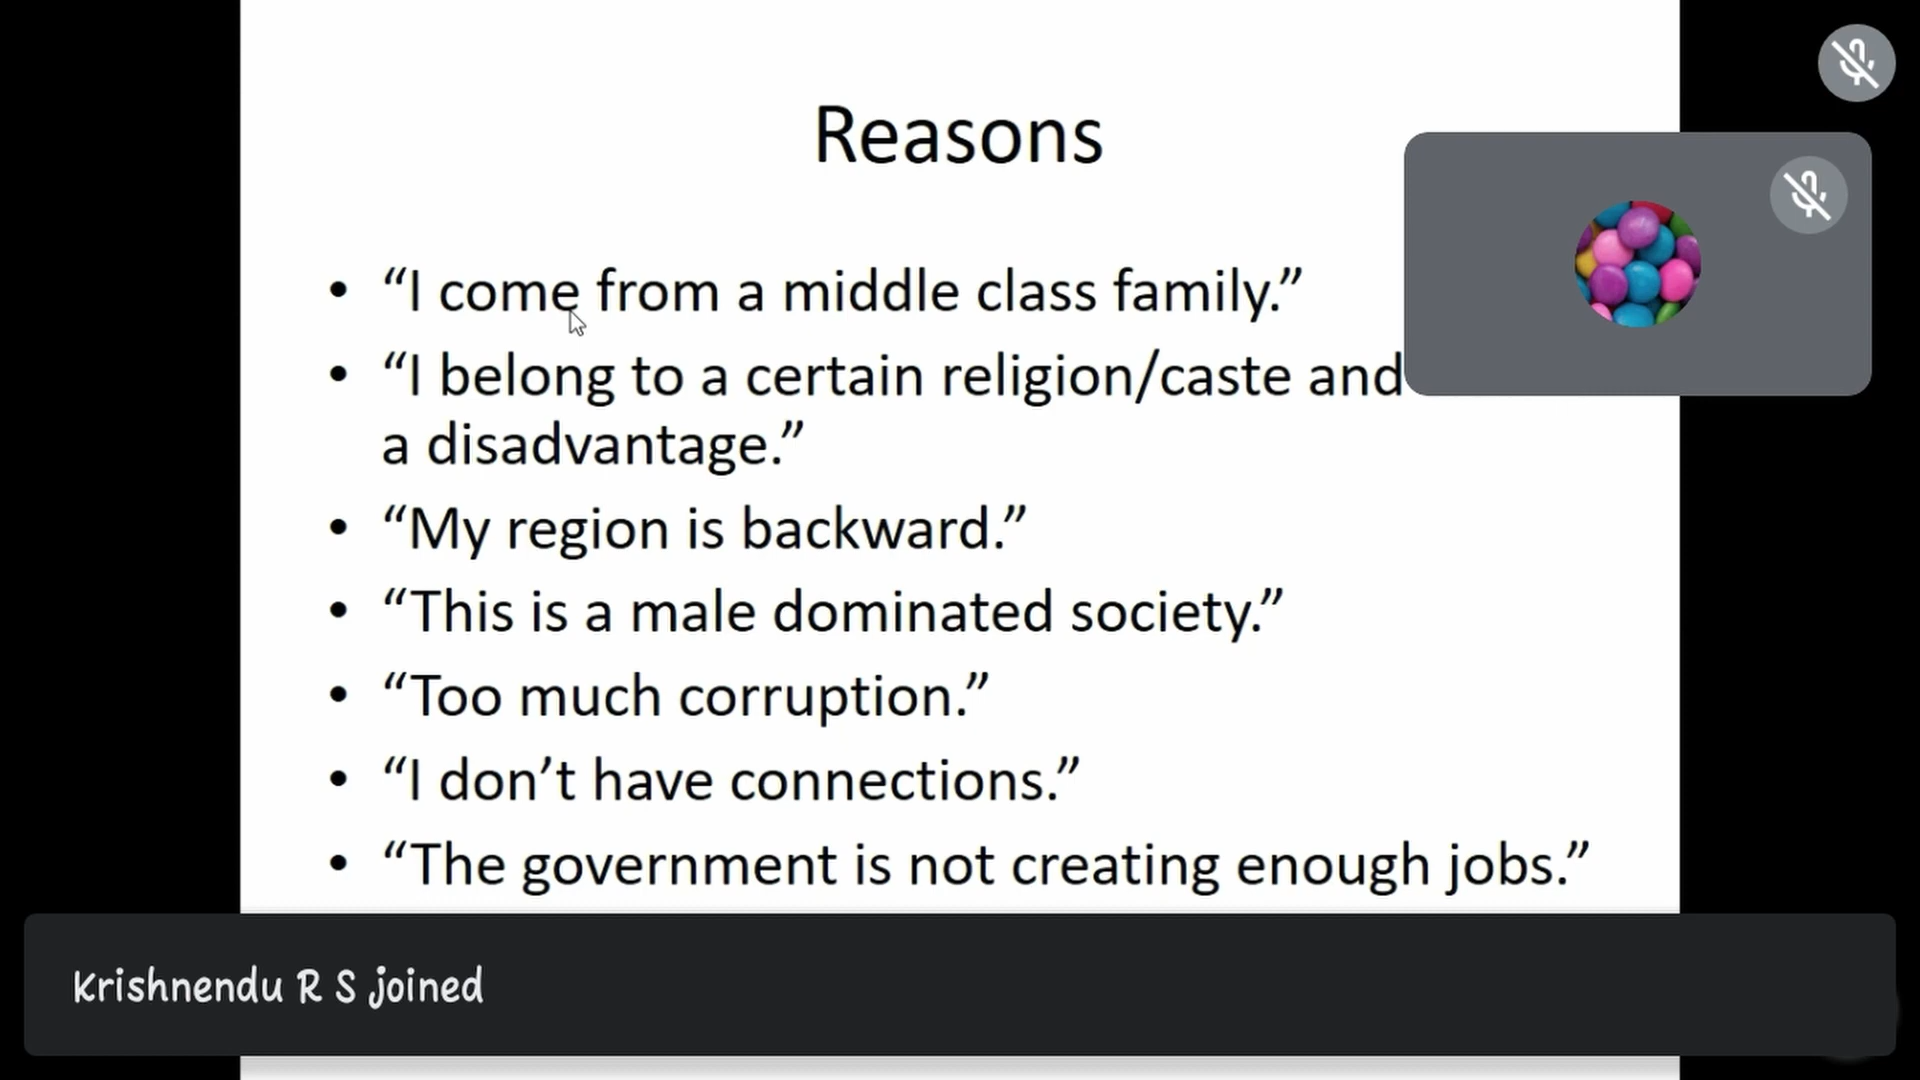 Reasons
• “I come from a middle class family.”
• “I belong to a certain religion/caste and
a disadvantage.”
• “My region is backward.”
• “This is a male dominated society.”
• “Too much corruption.”
• “I don’t have connections.”
• “The government is not creating enough jobs.”
Krishnendu R S joined